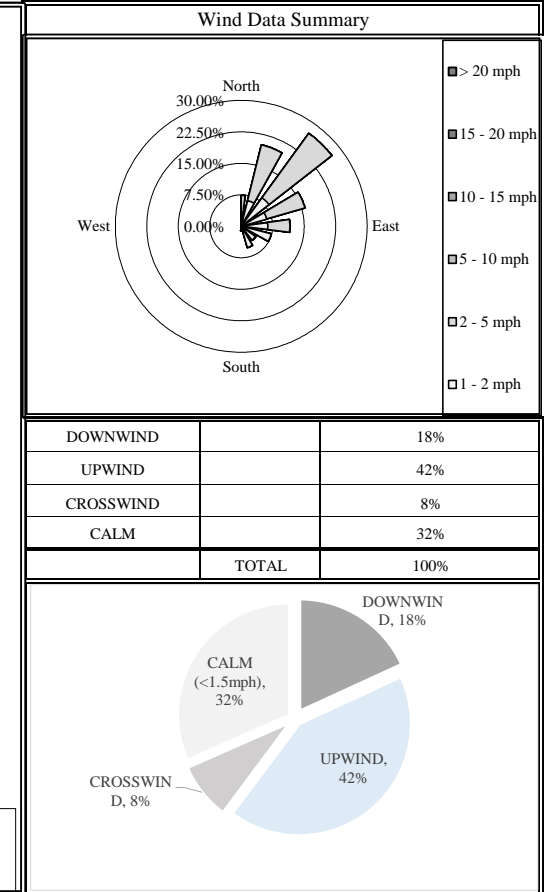 Wind Data Summary
North
30.00%
22.50%
15.00%
7.50%
0.00%
West
East
South
> 20 mph
15 - 20 mph
10 - 15 mph
5 - 10 mph
2 - 5 mph
1 - 2 mph
DOWNWIND 18%
UPWIND 42%
CROSSWIND 8%
CALM 32%
TOTAL 100%
DOWNWIN
D, 18%
CALM
(<1.5mph),
32%
UPWIND,
42%
CROSSWIN
D, 8%